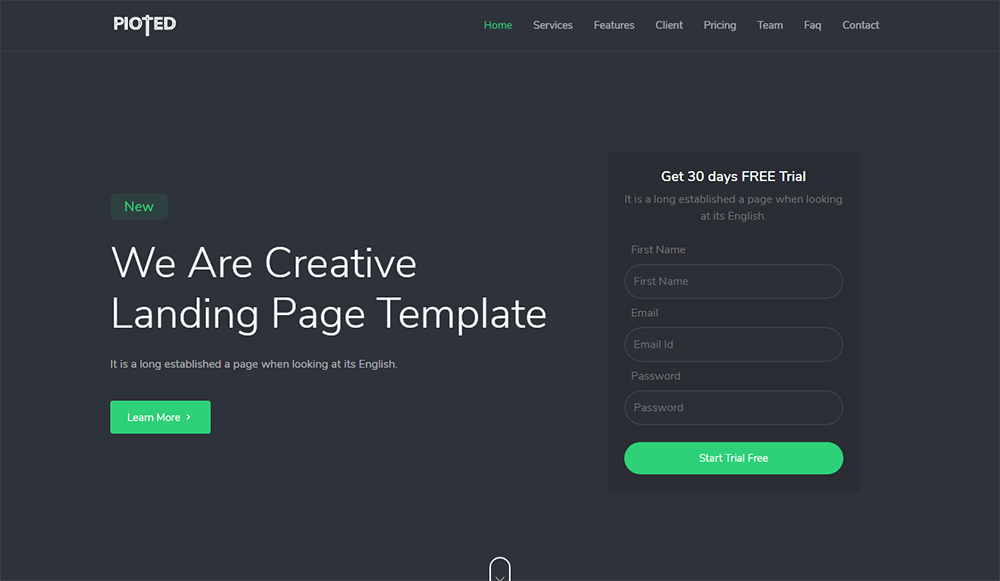 PIOTED
Home Services Features Client Pricing Team Faq Contact
New
We Are Creative
Landing Page Template
It is a long established a page when looking at its English.
Learn More
Get 30 days FREE Trial
It is a long established a page when looking
at its English.
First Name
First Name
Email
Email Id
Password
Password
Start Trial Free